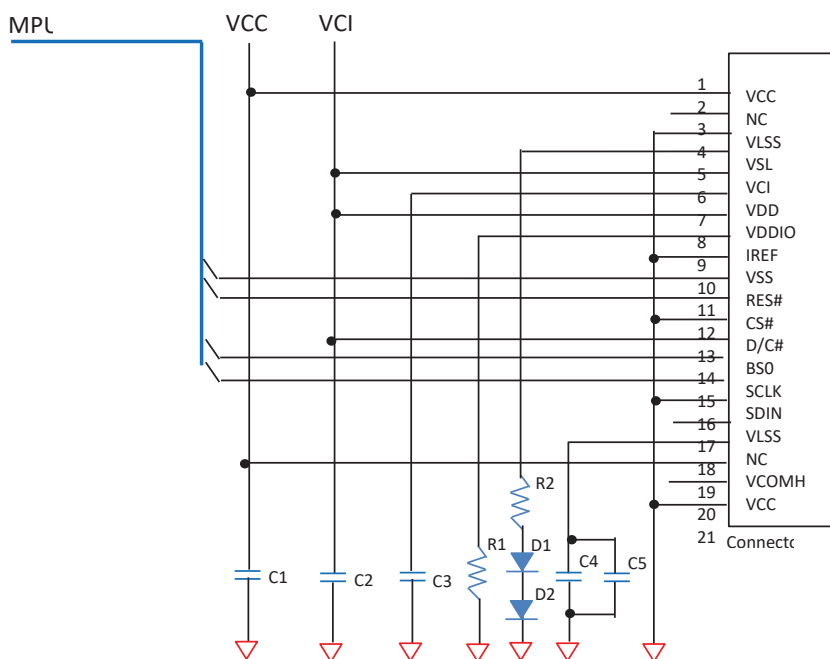 MPU
VCC
VCI
1
VCC
2
NC
3
VLSS
4
VSL
5
VCI
6
VDD
7
VDDIO
8
IREF
9
VSS
10
RES#
11
CS#
12
D/C#
13
BS0
14
SCLK
15
SDIN
16
VLSS
17
NC
18
VCOMH
19
VCC
20
21
Connecto
R2
R1
D1
D2
C1
C2
C3
C4
C5